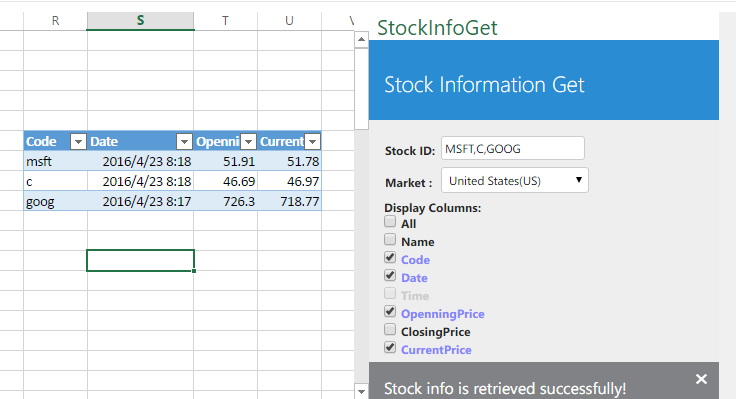 R S T U
Code Date Openni Current
msft 2016/4/23 8:18 51.91 51.78
c 2016/4/23 8:18 46.69 46.97
goog 2016/4/23 8:17 726.3 718.77
StockInfoGet
Stock Information Get
Stock ID: MSFT,C,GOOG
Market : United States(US)
Display Columns:
All
Name
Code
Date
Time
OpenningPrice
ClosingPrice
CurrentPrice
Stock info is retrieved successfully!